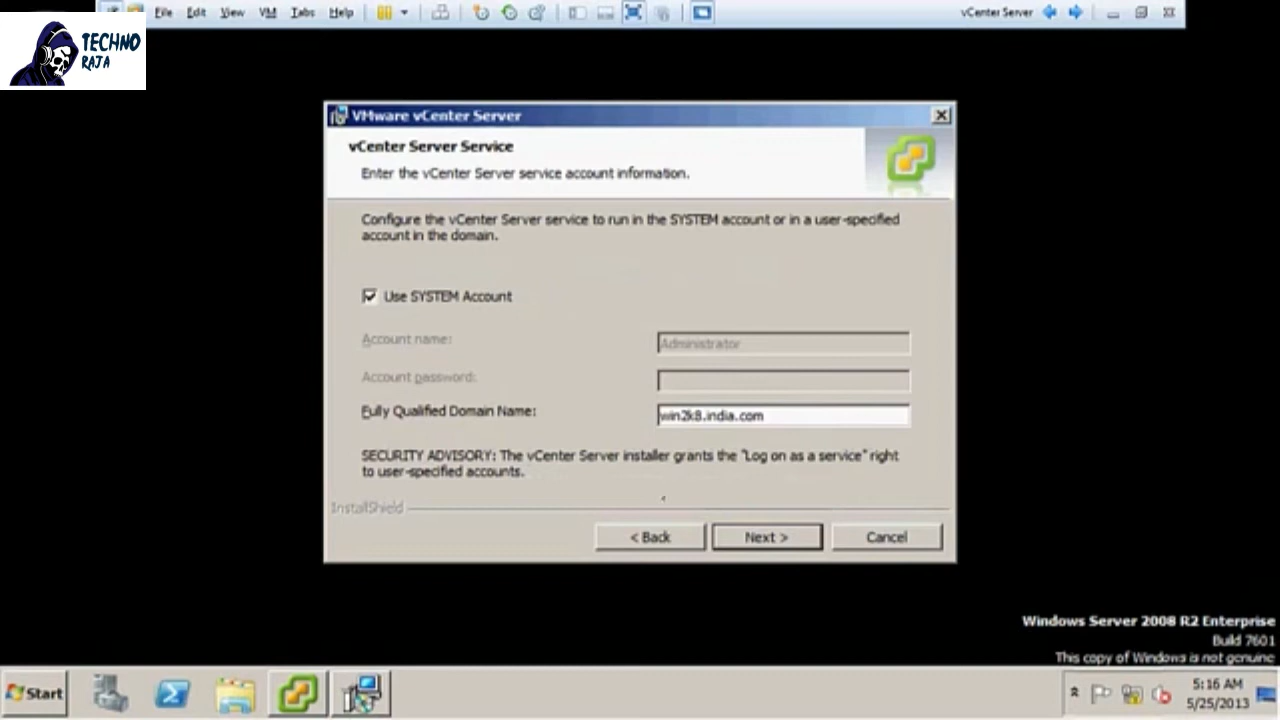 File Edit View VM Tabs Help
vCenter Server
TECHNO
RAJA
VMware vCenter Server
vCenter Server Service
Enter the vCenter Server service account information.
Configure the vCenter Server service to run in the SYSTEM account or in a user-specified
account in the domain.
Use SYSTEM Account
Account name:
Administrator
Account password:
Fully Qualified Domain Name:
win2k8.india.com
SECURITY ADVISORY: The vCenter Server installer grants the "Log on as a service" right
to user-specified accounts.
InstallShield
< Back
Next >
Cancel
Windows Server 2008 R2 Enterprise
Build 7601
This copy of Windows is not genuine
Start
5:16 AM
5/25/2013